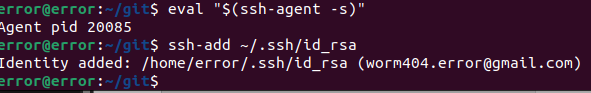 error@error:~/git$ eval "$(ssh-agent -s)"
Agent pid 20085
error@error:~/git$ ssh-add ~/.ssh/id_rsa
Identity added: /home/error/.ssh/id_rsa (worm404.error@gmail.com)
error@error:~/git$